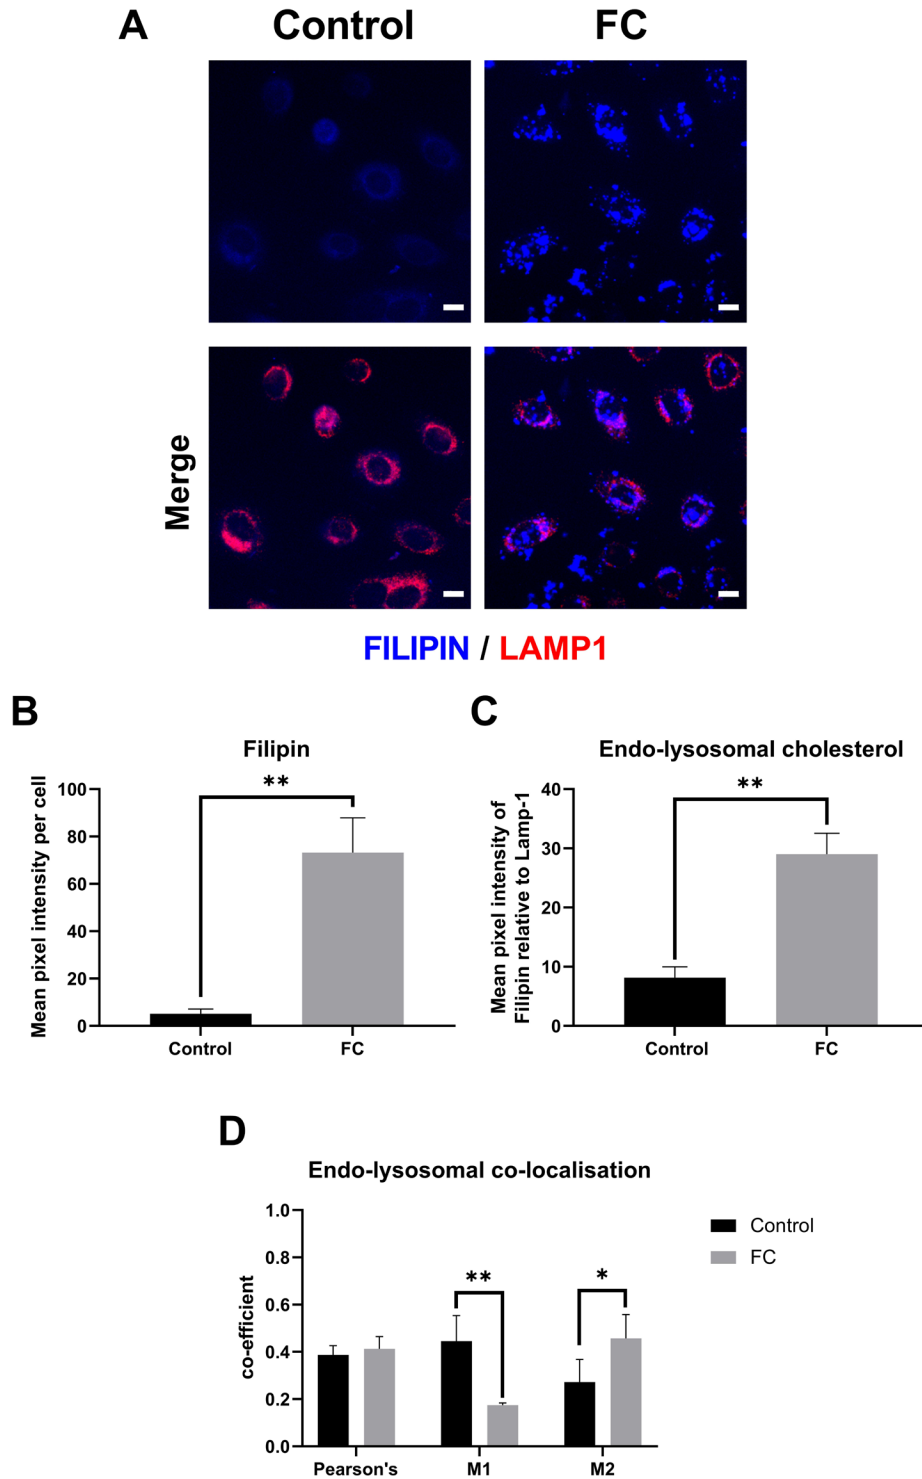 A
Control
FC
Merge
FILIPIN / LAMP1
B
Filipin
Mean pixel intensity per cell
100
80
60
40
20
0
**
Control
FC
C
Endo-lysosomal cholesterol
Mean pixel intensity of
Filipin relative to Lamp-1
40
30
20
10
0
**
Control
FC
D
Endo-lysosomal co-localisation
co-efficient
1.0
0.8
0.6
0.4
0.2
0.0
**
*
Pearson's
M1
M2
Control
FC